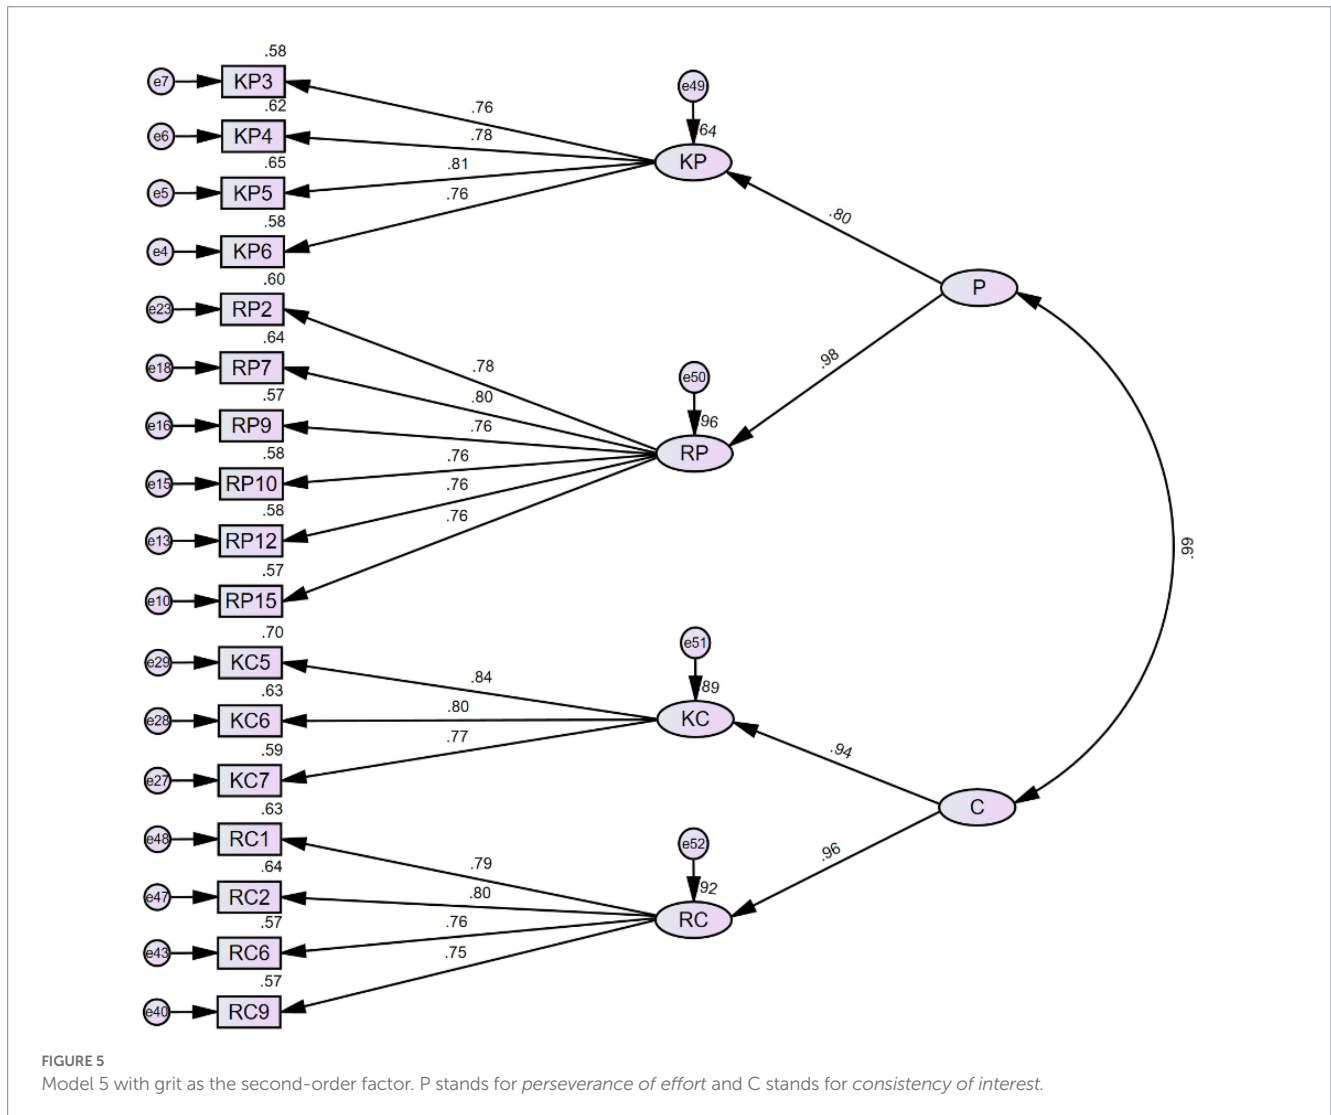 .58
e7 KP3
.76
.62
e6 KP4
.78
.65
e5 KP5
.81
.58
e4 KP6
.76
e49
64
KP
.80
.60
e23 RP2
.78
.64
e18 RP7
.80
.57
e16 RP9
.76
.58
e15 RP10
.76
.58
e13 RP12
.76
.57
e10 RP15
.76
e50
96
RP
.98
P
.99
.70
e29 KC5
.84
.63
e28 KC6
.80
.59
e27 KC7
.77
e51
89
KC
.94
C
.63
e48 RC1
.79
.64
e47 RC2
.80
.57
e43 RC6
.76
.57
e40 RC9
.75
e52
92
RC
.96
FIGURE 5
Model 5 with grit as the second-order factor. P stands for perseverance of effort and C stands for consistency of interest.